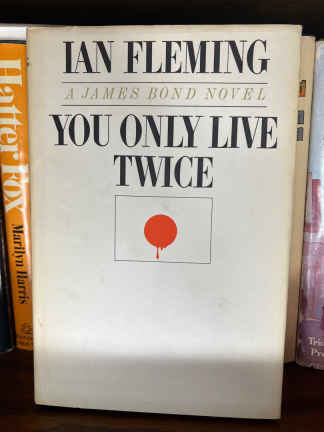 IAN FLEMING
A JAMES BOND NOVEL
YOU ONLY LIVE
TWICE
Hatter Fox
Marilyn Harris